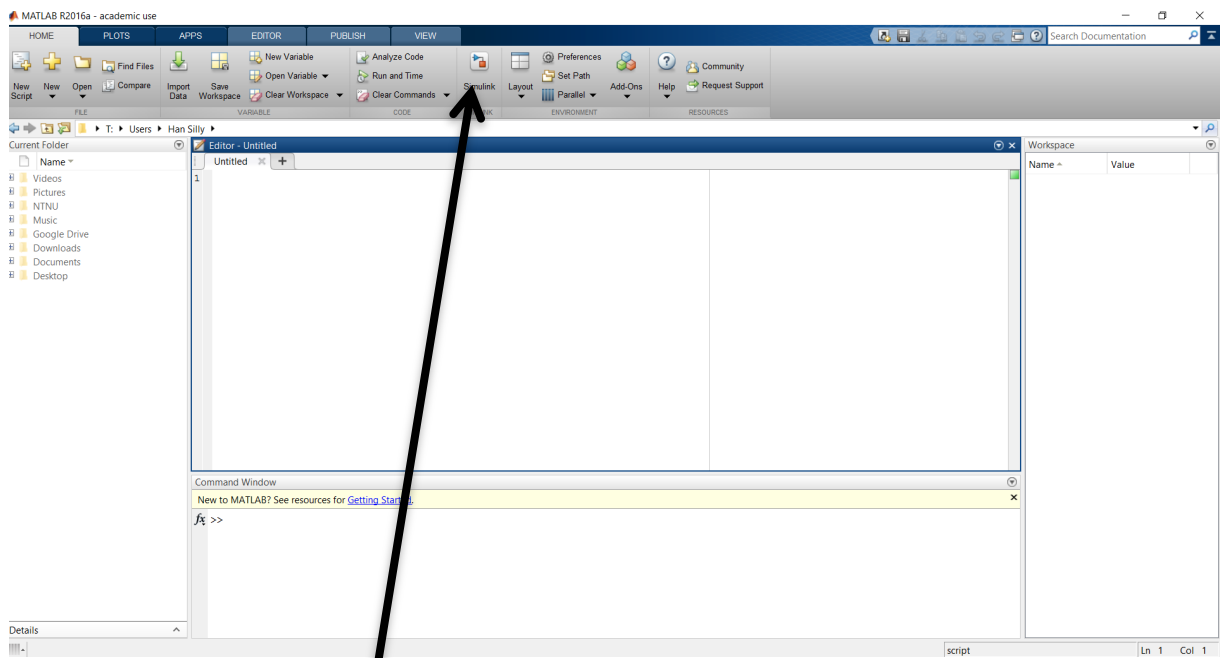 MATLAB R2016a - academic use
HOME PLOTS APPS EDITOR PUBLISH VIEW
Search Documentation
New Script
New
Open
Find Files
Compare
FILE
Import Data
Save Workspace
New Variable
Open Variable
Clear Workspace
VARIABLE
Analyze Code
Run and Time
Clear Commands
CODE
Simulink
Layout
Preferences
Set Path
Parallel
Add-Ons
ENVIRONMENT
Help
Community
Request Support
RESOURCES
T: Users Han Silly
Current Folder
Name
Videos
Pictures
NTNU
Music
Google Drive
Downloads
Documents
Desktop
Details
Editor - Untitled
Untitled
1
Command Window
New to MATLAB? See resources for Getting Started.
fx >>
Workspace
Name Value
script Ln 1 Col 1